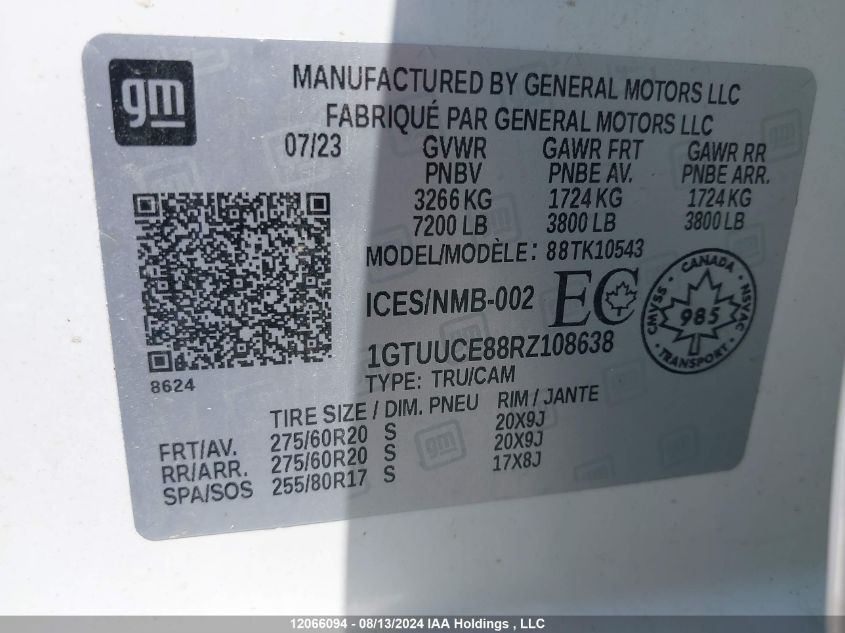 gm
MANUFACTURED BY GENERAL MOTORS LLC
FABRIQUÉ PAR GENERAL MOTORS LLC
07/23 GVWR GAWR FRT GAWR RR
PNBV PNBE AV. PNBE ARR.
3266 KG 1724 KG 1724 KG
7200 LB 3800 LB 3800 LB
MODEL/MODÈLE: 88TK10543
ICES/NMB-002 EC
CANADA
CMVSS 985 NSVAC
TRANSPORT
1GTUUCE88RZ108638
8624
TYPE: TRU/CAM
TIRE SIZE / DIM. PNEU RIM / JANTE
FRT/AV. 275/60R20 S 20X9J
RR/ARR. 275/60R20 S 20X9J
SPA/SOS 255/80R17 S 17X8J
12066094 - 08/13/2024 IAA Holdings , LLC